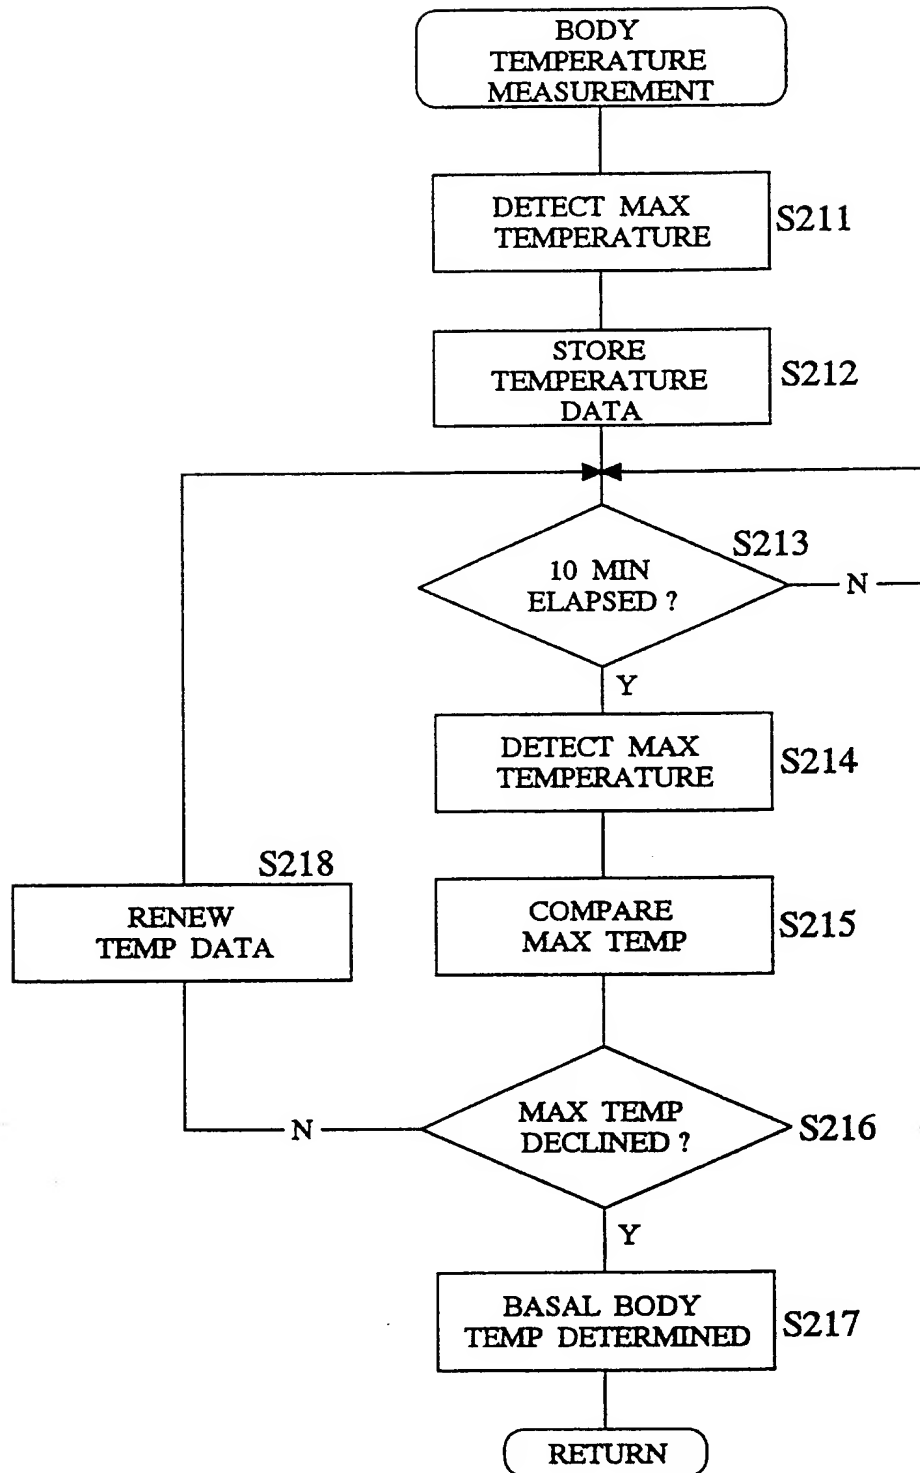 BODY
TEMPERATURE
MEASUREMENT
DETECT MAX
TEMPERATURE
S211
STORE
TEMPERATURE
DATA
S212
S213
10 MIN
ELAPSED ?
N
Y
DETECT MAX
TEMPERATURE
S214
S218
RENEW
TEMP DATA
COMPARE
MAX TEMP
S215
MAX TEMP
DECLINED ?
S216
N
Y
BASAL BODY
TEMP DETERMINED
S217
RETURN